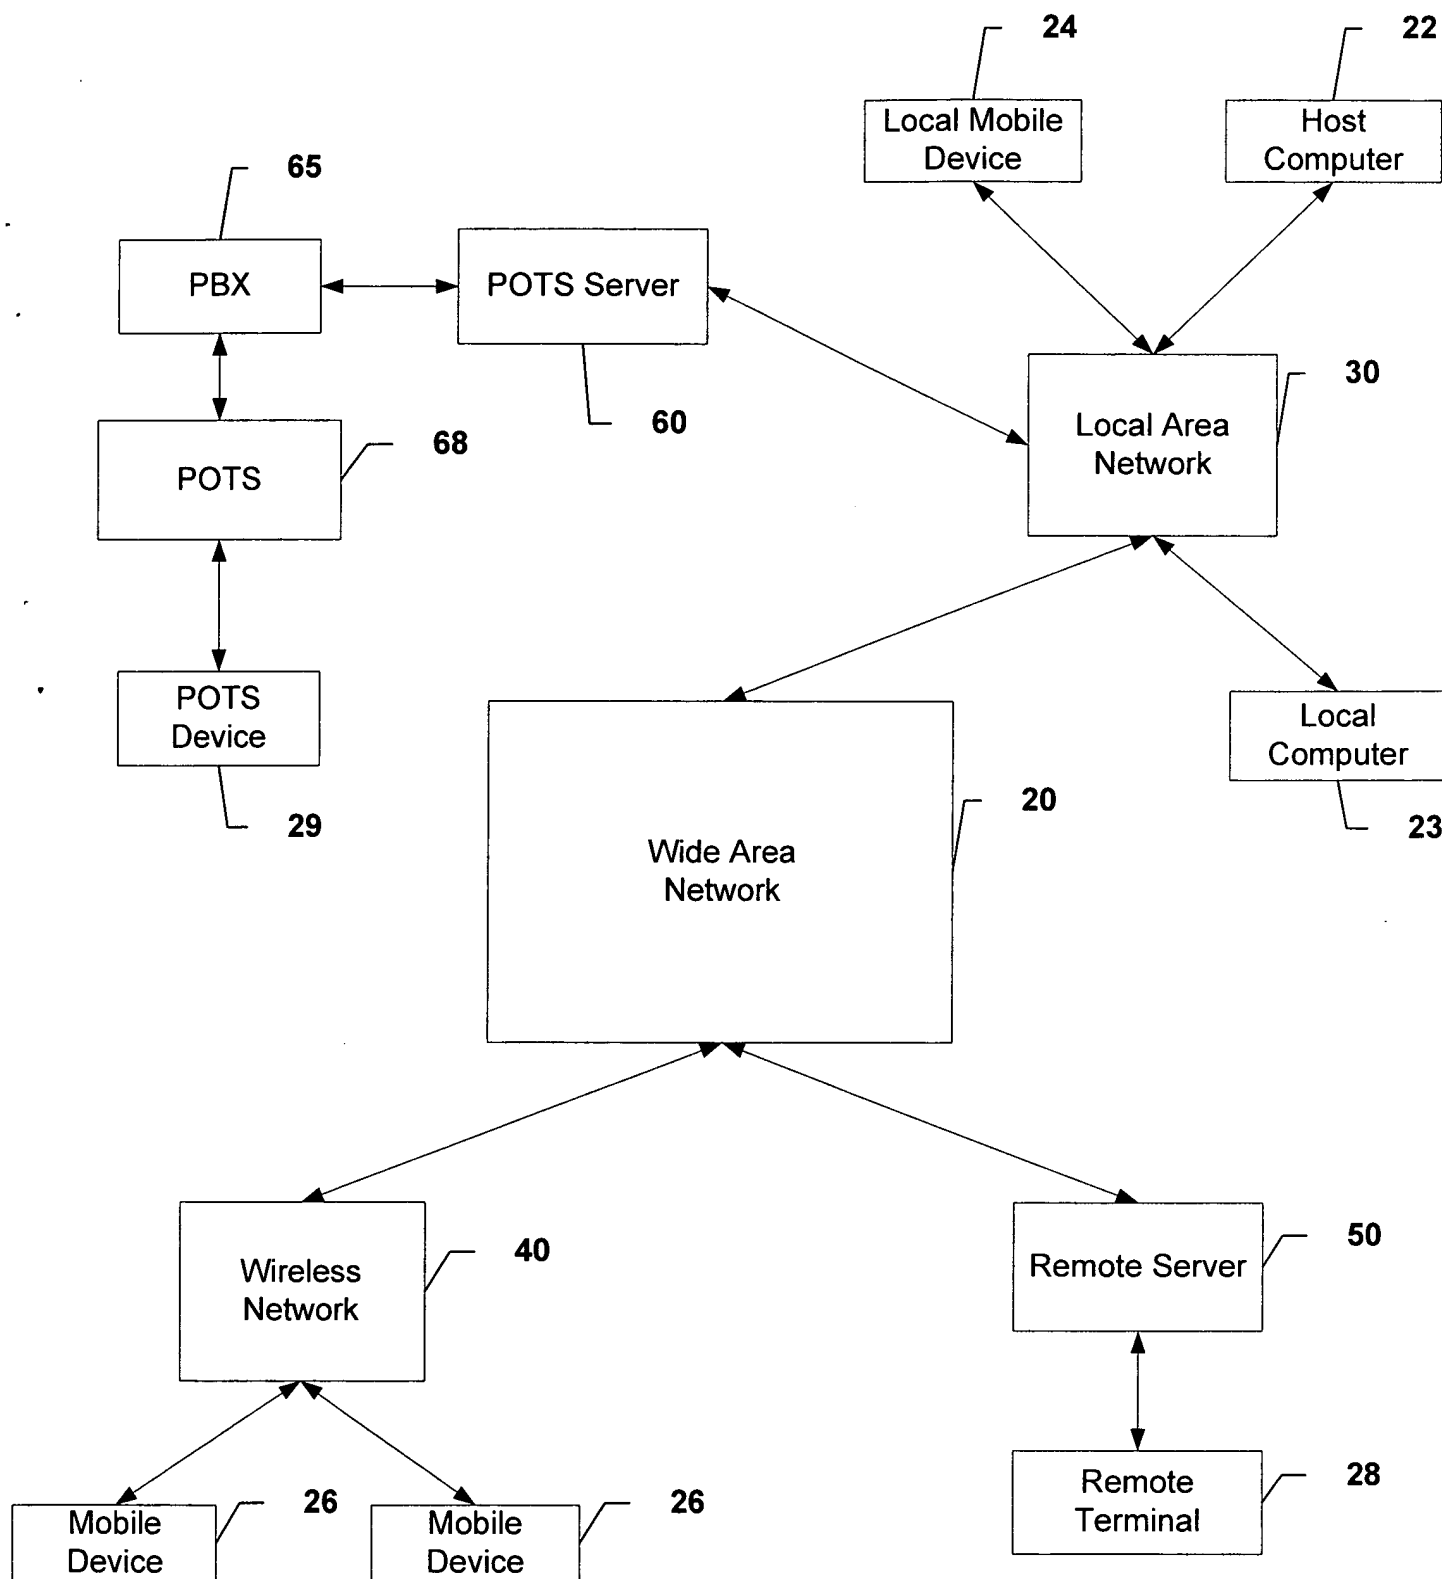 24
22
Local Mobile
Device
Host
Computer
65
PBX
POTS Server
30
Local Area
Network
60
68
POTS
POTS
Device
29
Local
Computer
23
20
Wide Area
Network
40
Wireless
Network
50
Remote Server
26
Mobile
Device
26
Mobile
Device
28
Remote
Terminal